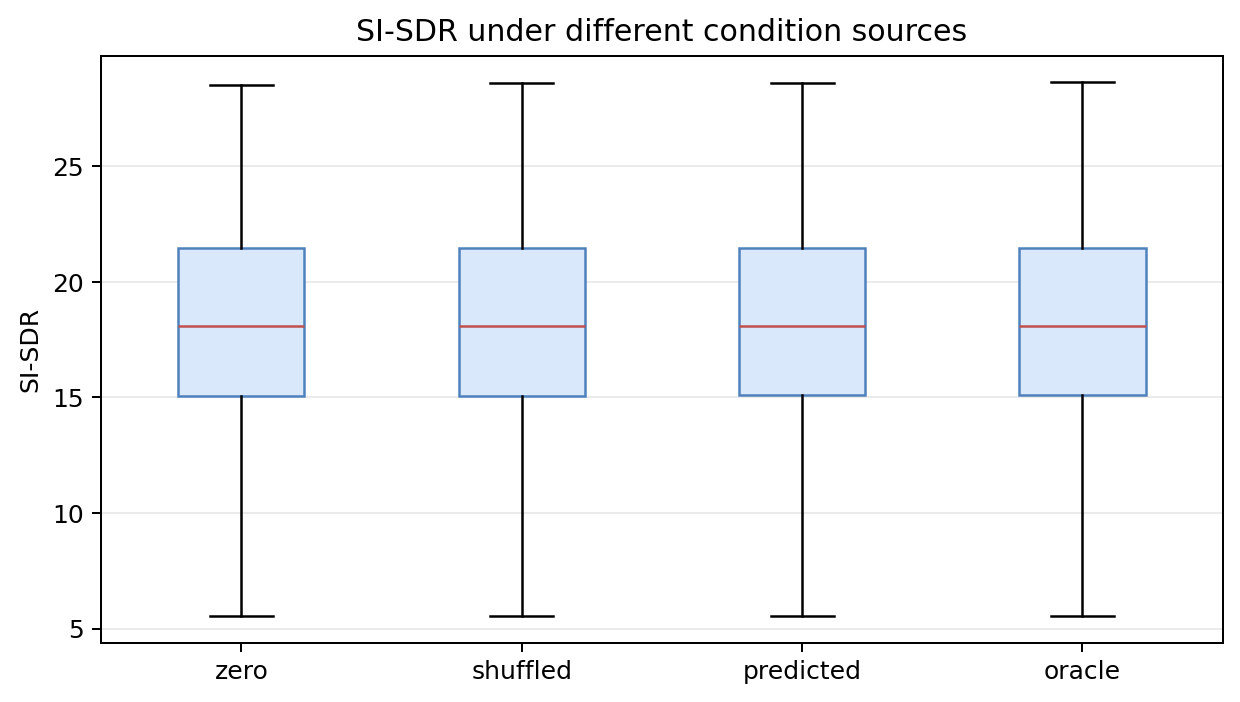 SI-SDR under different condition sources
SI-SDR
25
20
15
10
5
zero
shuffled
predicted
oracle